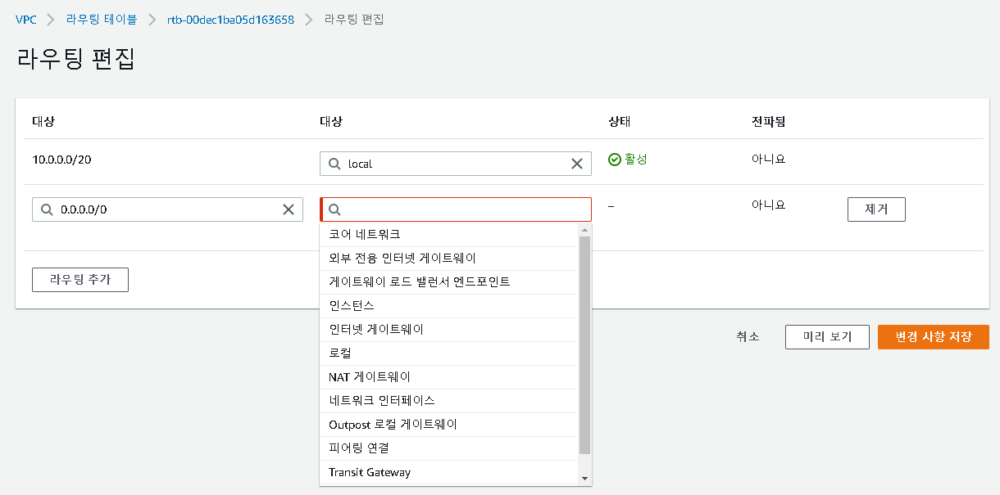 VPC > 라우팅 테이블 > rtb-00dec1ba05d163658 > 라우팅 편집
라우팅 편집
대상 대상 상태 전파됨
10.0.0.0/20 local 활성 아니요
0.0.0.0/0 – 아니요 제거
코어 네트워크
외부 전용 인터넷 게이트웨이
게이트웨이 로드 밸런서 엔드포인트
인스턴스
인터넷 게이트웨이
로컬
NAT 게이트웨이
네트워크 인터페이스
Outpost 로컬 게이트웨이
피어링 연결
Transit Gateway
라우팅 추가
취소 미리 보기 변경 사항 저장